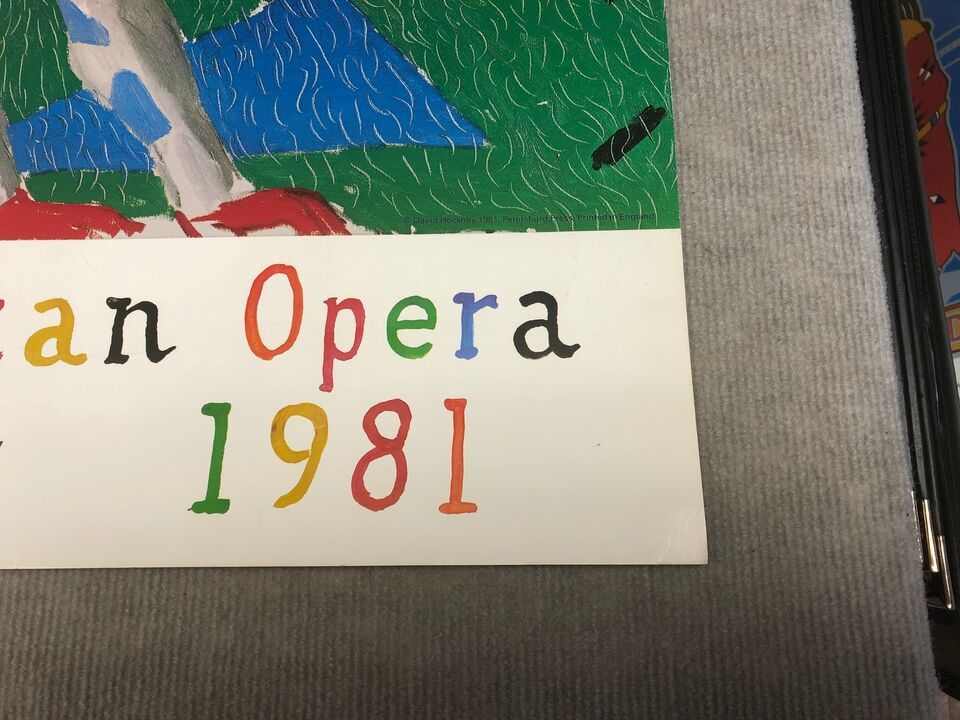 © David Hockney 1981, Petersburg Press, Printed in England
an Opera
1981